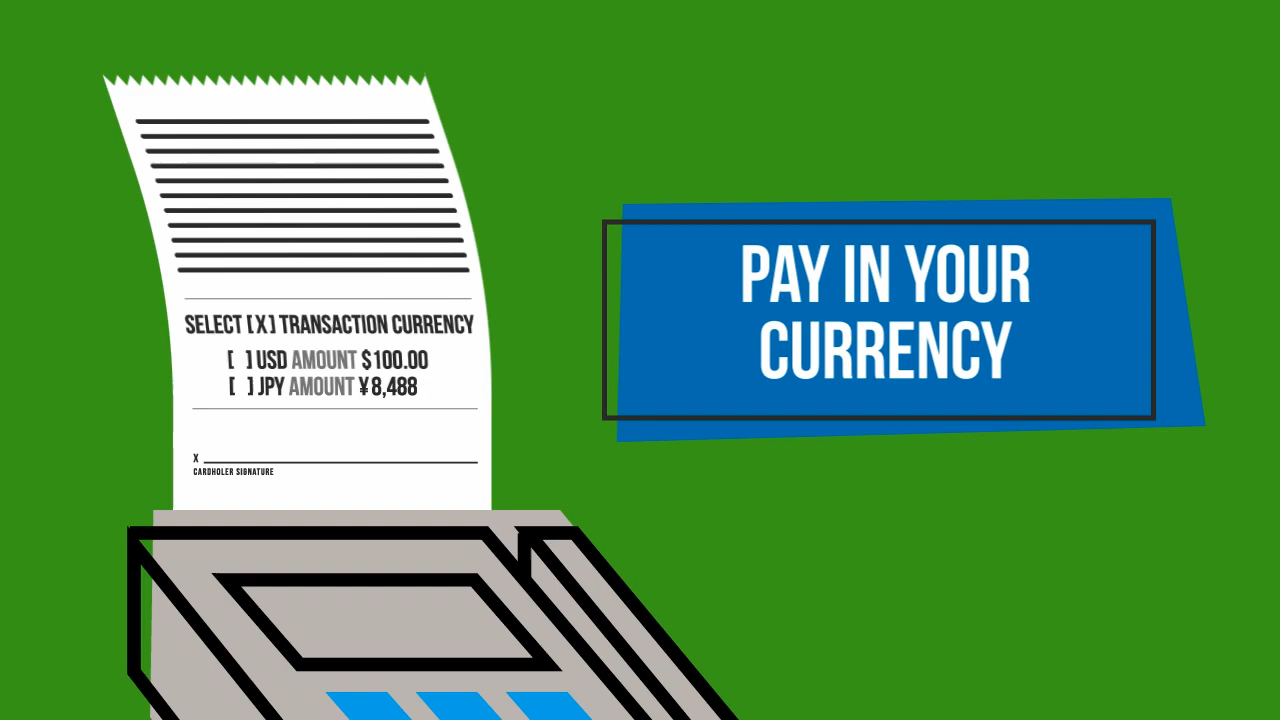 SELECT [X] TRANSACTION CURRENCY
[ ] USD AMOUNT $100.00
[ ] JPY AMOUNT ¥8,488
X
CARDHOLER SIGNATURE
PAY IN YOUR
CURRENCY